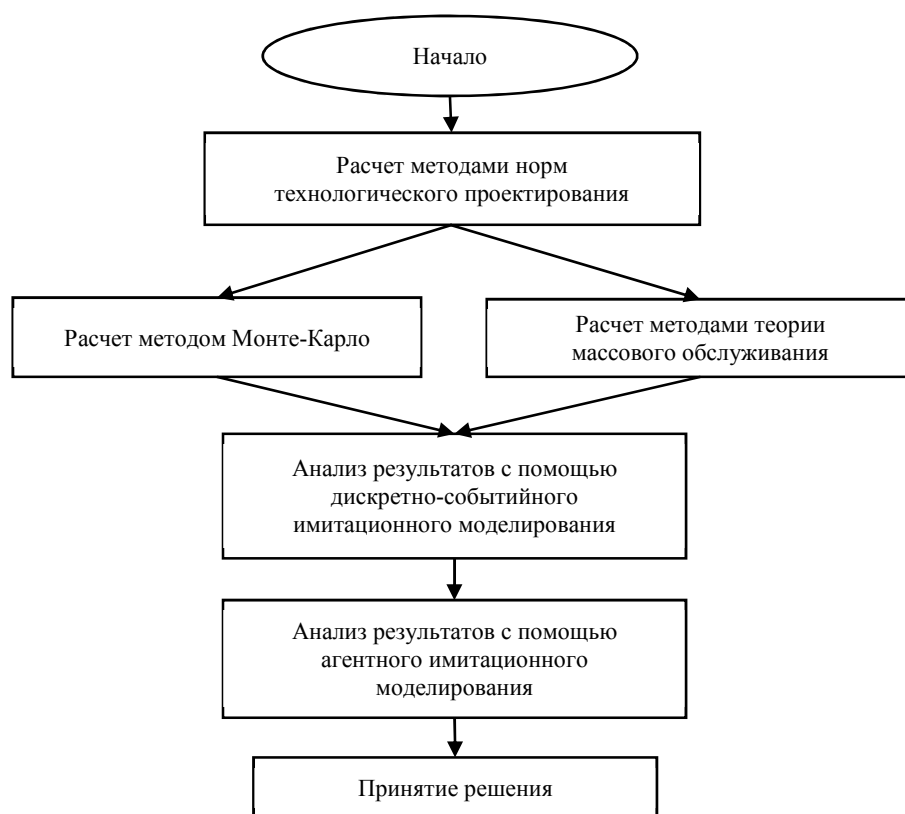 Начало
Расчет методами норм
технологического проектирования
Расчет методом Монте-Карло
Расчет методами теории
массового обслуживания
Анализ результатов с помощью
дискретно-событийного
имитационного моделирования
Анализ результатов с помощью
агентного имитационного
моделирования
Принятие решения